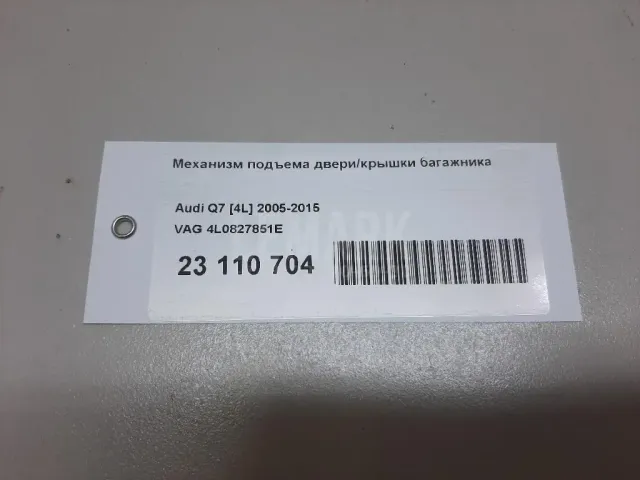 Механизм подъема двери/крышки багажника
Audi Q7 [4L] 2005-2015
VAG 4L0827851E
23 110 704